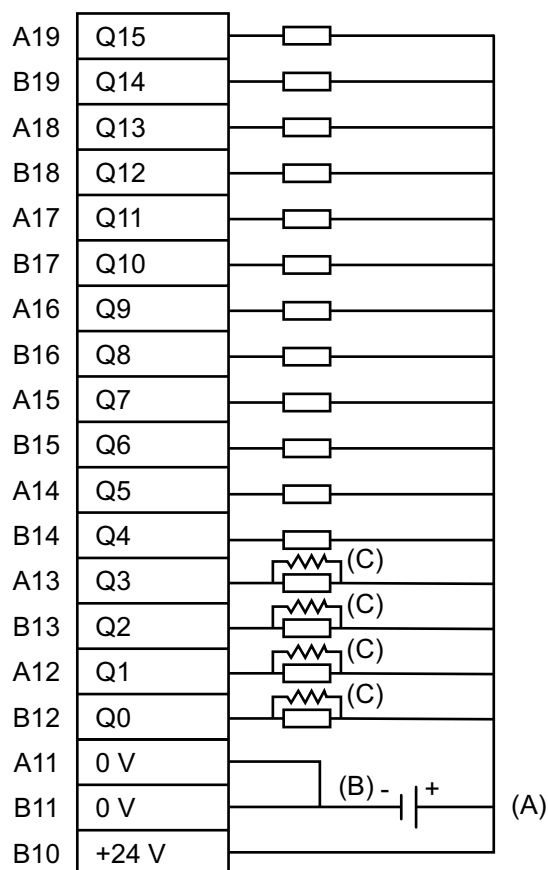 A19 Q15
B19 Q14
A18 Q13
B18 Q12
A17 Q11
B17 Q10
A16 Q9
B16 Q8
A15 Q7
B15 Q6
A14 Q5
B14 Q4
(C)
A13 Q3
(C)
B13 Q2
(C)
A12 Q1
(C)
B12 Q0
A11 0 V
B11 0 V (B) - + (A)
B10 +24 V